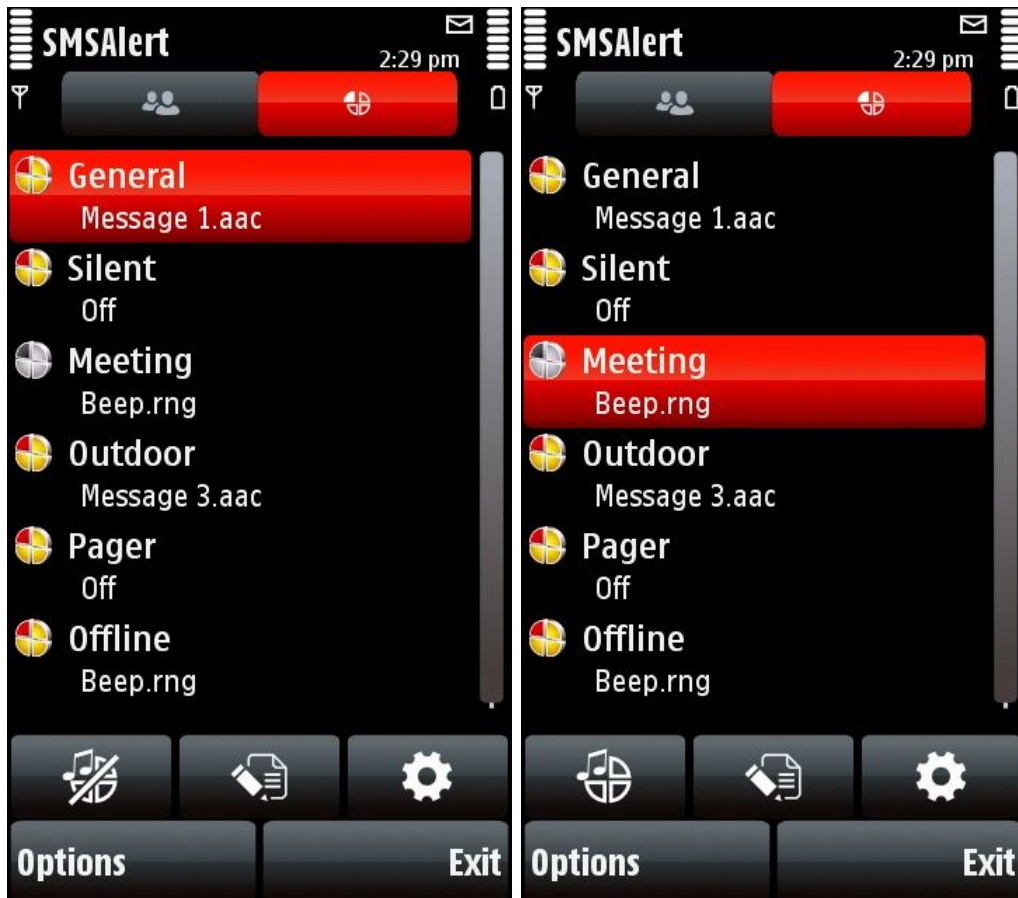 SMSAlert
2:29 pm
General
Message 1.aac
Silent
Off
Meeting
Beep.rng
Outdoor
Message 3.aac
Pager
Off
Offline
Beep.rng
Options Exit
SMSAlert
2:29 pm
General
Message 1.aac
Silent
Off
Meeting
Beep.rng
Outdoor
Message 3.aac
Pager
Off
Offline
Beep.rng
Options Exit